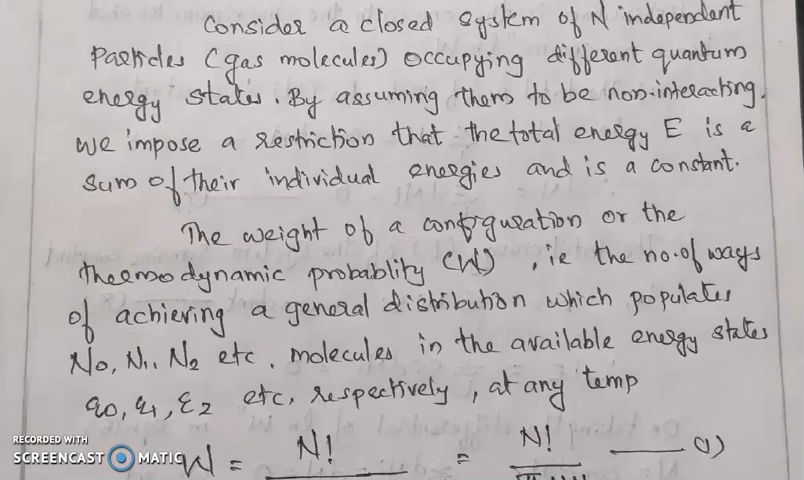 Consider a closed system of N independent
Particles (gas molecules) occupying different quantum
energy states. By assuming them to be non-interacting.
we impose a restriction that the total energy E is a
sum of their individual energies and is a constant.
The weight of a configuration or the
thermodynamic probablity (W), ie the no. of ways
of achieving a general distribution which populates
N0, N1, N2 etc. molecules in the available energy states
ε0, ε1, ε2 etc, respectively, at any temp
W = N! = N! (1)
RECORDED WITH
SCREENCAST MATIC